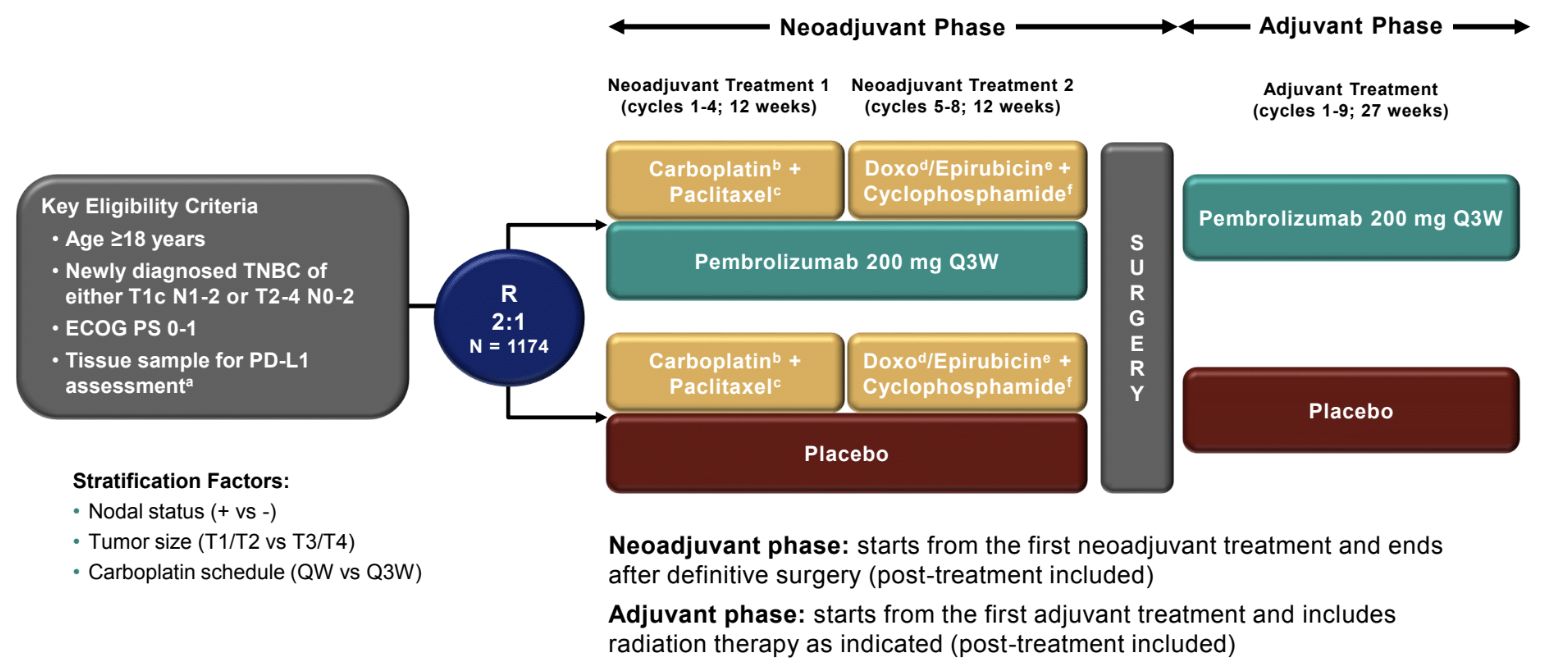 Neoadjuvant Phase
Adjuvant Phase
Neoadjuvant Treatment 1
(cycles 1-4; 12 weeks)
Neoadjuvant Treatment 2
(cycles 5-8; 12 weeks)
Adjuvant Treatment
(cycles 1-9; 27 weeks)
Key Eligibility Criteria
• Age ≥18 years
• Newly diagnosed TNBC of
either T1c N1-2 or T2-4 N0-2
• ECOG PS 0-1
• Tissue sample for PD-L1
assessmentᵃ
R
2:1
N = 1174
Carboplatinᵇ +
Paclitaxelᶜ
Doxoᵈ/Epirubicinᵉ +
Cyclophosphamideᶠ
Pembrolizumab 200 mg Q3W
Carboplatinᵇ +
Paclitaxelᶜ
Doxoᵈ/Epirubicinᵉ +
Cyclophosphamideᶠ
Placebo
SURGERY
Pembrolizumab 200 mg Q3W
Placebo
Stratification Factors:
• Nodal status (+ vs -)
• Tumor size (T1/T2 vs T3/T4)
• Carboplatin schedule (QW vs Q3W)
Neoadjuvant phase: starts from the first neoadjuvant treatment and ends
after definitive surgery (post-treatment included)
Adjuvant phase: starts from the first adjuvant treatment and includes
radiation therapy as indicated (post-treatment included)